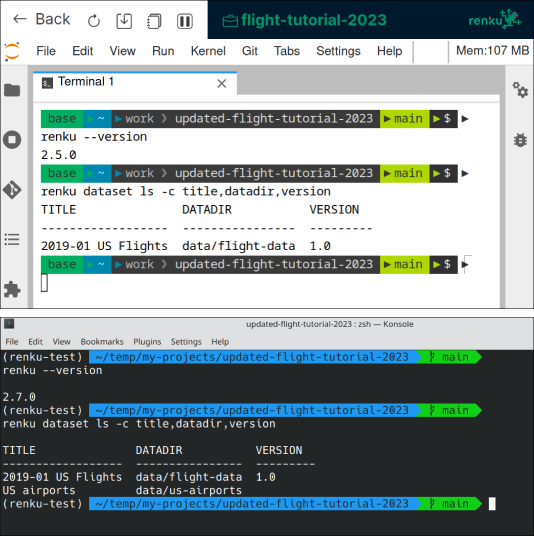 ← Back flight-tutorial-2023 renku
File Edit View Run Kernel Git Tabs Settings Help Mem:107 MB
Terminal 1
base ~ work updated-flight-tutorial-2023 main $
renku --version
2.5.0
base ~ work updated-flight-tutorial-2023 main $
renku dataset ls -c title,datadir,version
TITLE DATADIR VERSION
----------------- --------------- ---------
2019-01 US Flights data/flight-data 1.0
base ~ work updated-flight-tutorial-2023 main $
updated-flight-tutorial-2023 : zsh — Konsole
File Edit View Bookmarks Plugins Settings Help
(renku-test) ~/temp/my-projects/updated-flight-tutorial-2023 main
renku --version
2.7.0
(renku-test) ~/temp/my-projects/updated-flight-tutorial-2023 main
renku dataset ls -c title,datadir,version
TITLE DATADIR VERSION
------------------ ---------------- ---------
2019-01 US Flights data/flight-data 1.0
US airports data/us-airports
(renku-test) ~/temp/my-projects/updated-flight-tutorial-2023 main